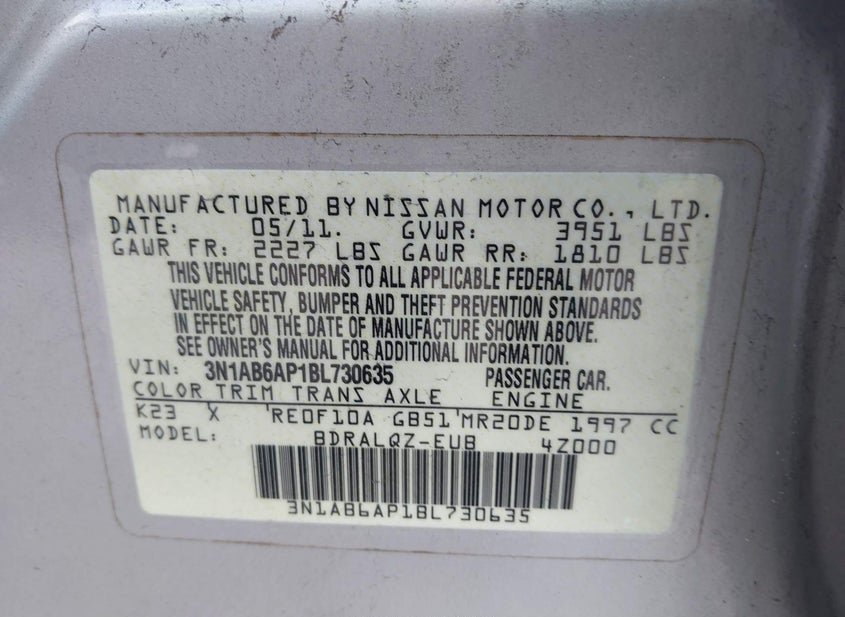 MANUFACTURED BY NISSAN MOTOR CO., LTD.
DATE: 05/11. GVWR: 3951 LBS
GAWR FR: 2227 LBS GAWR RR: 1810 LBS
THIS VEHICLE CONFORMS TO ALL APPLICABLE FEDERAL MOTOR
VEHICLE SAFETY, BUMPER AND THEFT PREVENTION STANDARDS
IN EFFECT ON THE DATE OF MANUFACTURE SHOWN ABOVE.
SEE OWNER'S MANUAL FOR ADDITIONAL INFORMATION.
VIN: 3N1AB6AP1BL730635 PASSENGER CAR.
COLOR TRIM TRANS AXLE ENGINE
K23 X RE0F10A GB51 MR20DE 1997 CC
MODEL: BDRALQZ-EUB 4Z000
3N1AB6AP1BL730635